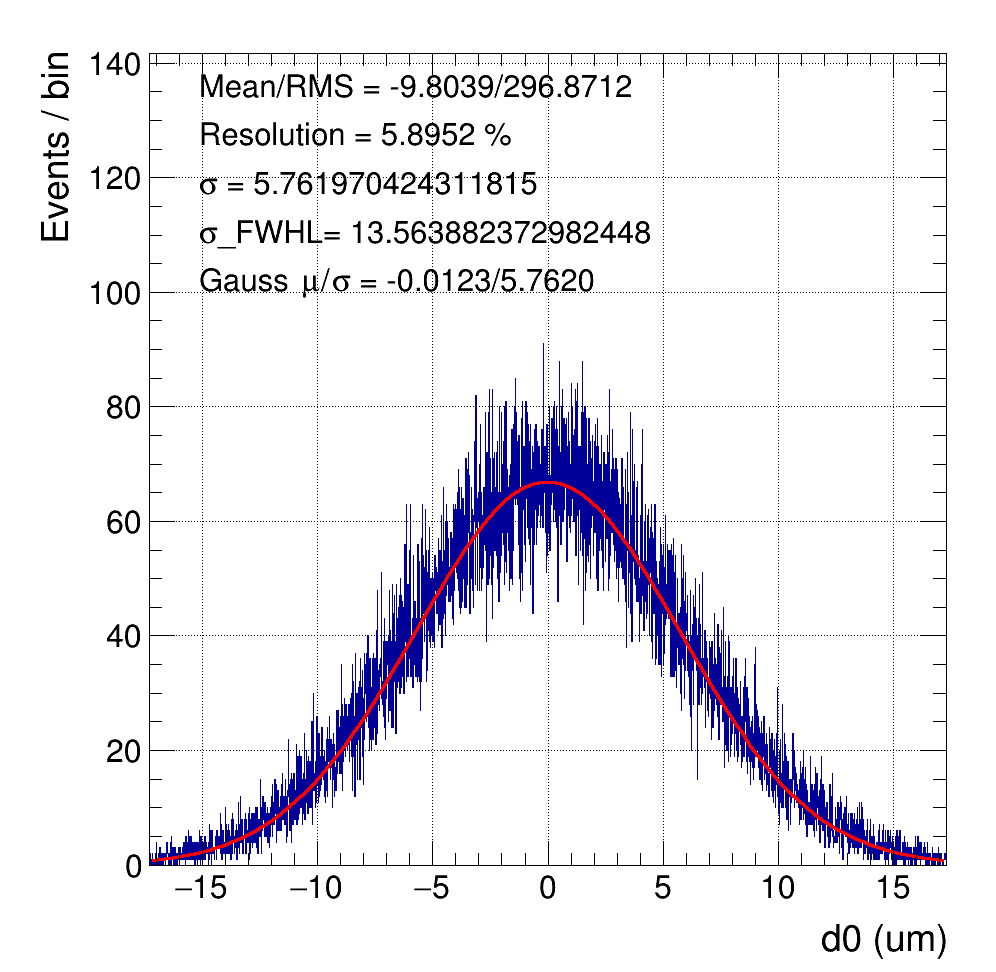 Events / bin
140
120
100
80
60
40
20
0
Mean/RMS = -9.8039/296.8712
Resolution = 5.8952 %
σ = 5.761970424311815
σ_FWHL= 13.563882372982448
Gauss μ/σ = -0.0123/5.7620
−15 −10 −5 0 5 10 15
d0 (um)